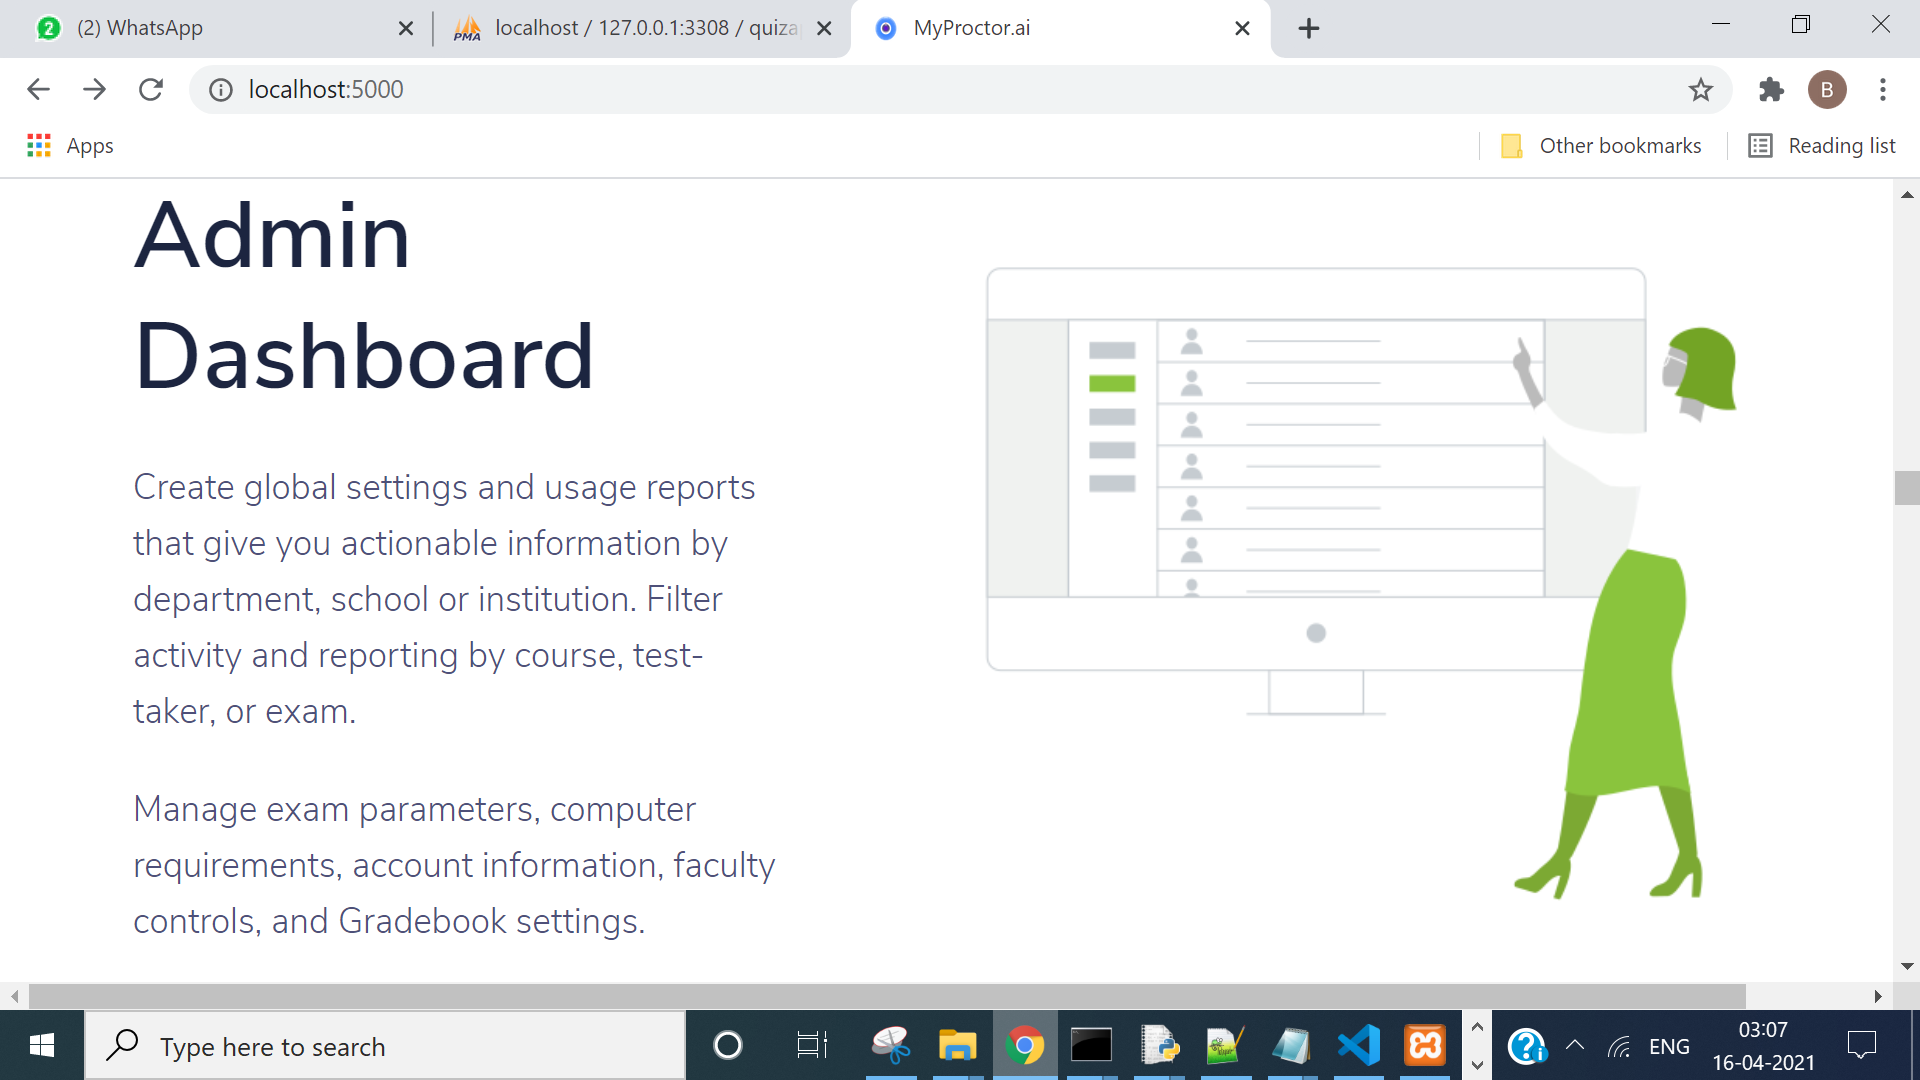 (2) WhatsApp
localhost / 127.0.0.1:3308 / quiza
MyProctor.ai
localhost:5000
B
Apps
Other bookmarks
Reading list
Admin
Dashboard
Create global settings and usage reports
that give you actionable information by
department, school or institution. Filter
activity and reporting by course, test-
taker, or exam.
Manage exam parameters, computer
requirements, account information, faculty
controls, and Gradebook settings.
Type here to search
ENG
03:07
16-04-2021